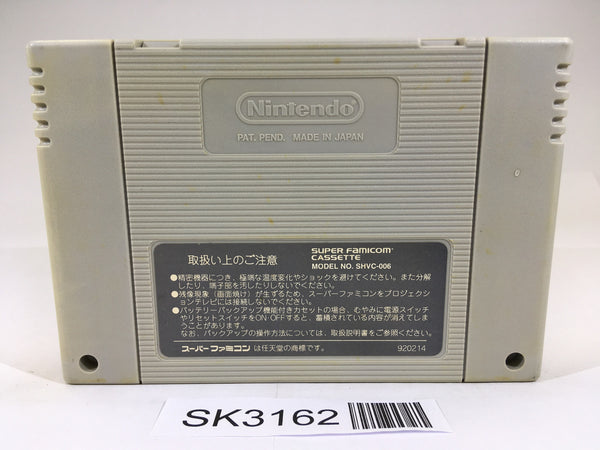 Nintendo
PAT. PEND. MADE IN JAPAN
取扱い上のご注意
SUPER FAMICOM
CASSETTE
MODEL NO. SHVC-006
●精密機器につき、極端な温度変化やショックを避けてください。また分解
したり、端子部を汚したりしないでください。
●残像現象（画面焼け）が生ずるため、スーパーファミコンをプロジェクシ
ョンテレビには接続しないでください。
●バッテリーバックアップ機能付きカセットの場合、むやみに電源スイッチ
やリセットスイッチをON・OFFすると、蓄積されている内容が消えてしま
うことがあります。
なお、バックアップの操作方法については、取扱説明書をご参照ください。
スーパーファミコンは任天堂の商標です。
920214
SK3162